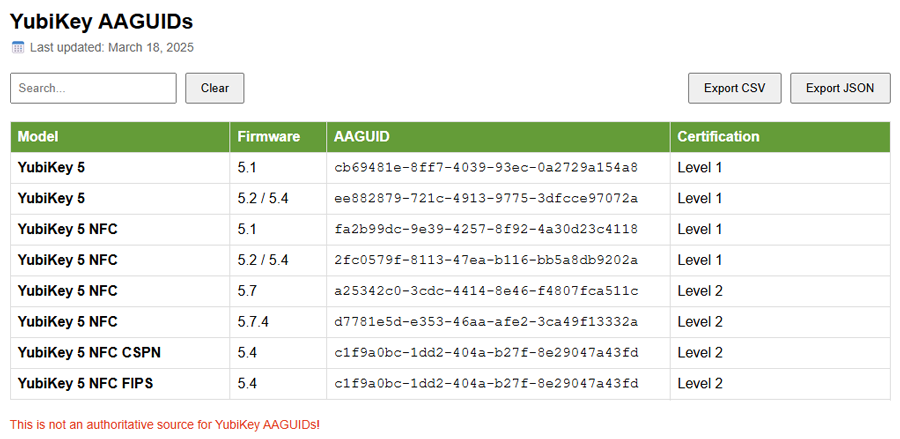 YubiKey AAGUIDs
Last updated: March 18, 2025
Search... Clear Export CSV Export JSON
Model Firmware AAGUID Certification
YubiKey 5 5.1 cb69481e-8ff7-4039-93ec-0a2729a154a8 Level 1
YubiKey 5 5.2 / 5.4 ee882879-721c-4913-9775-3dfcce97072a Level 1
YubiKey 5 NFC 5.1 fa2b99dc-9e39-4257-8f92-4a30d23c4118 Level 1
YubiKey 5 NFC 5.2 / 5.4 2fc0579f-8113-47ea-b116-bb5a8db9202a Level 1
YubiKey 5 NFC 5.7 a25342c0-3cdc-4414-8e46-f4807fca511c Level 2
YubiKey 5 NFC 5.7.4 d7781e5d-e353-46aa-afe2-3ca49f13332a Level 2
YubiKey 5 NFC CSPN 5.4 c1f9a0bc-1dd2-404a-b27f-8e29047a43fd Level 2
YubiKey 5 NFC FIPS 5.4 c1f9a0bc-1dd2-404a-b27f-8e29047a43fd Level 2
This is not an authoritative source for YubiKey AAGUIDs!